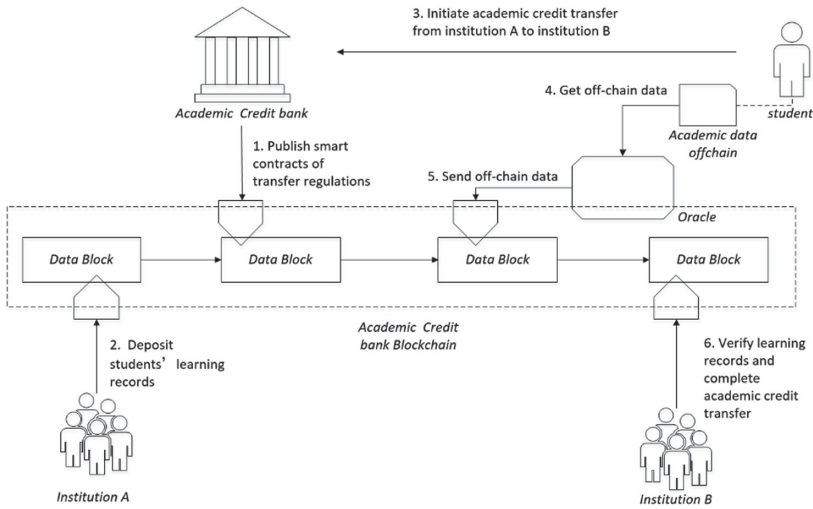 3. Initiate academic credit transfer
from institution A to institution B
Academic Credit bank
student
4. Get off-chain data
Academic data
offchain
1. Publish smart
contracts of
transfer regulations
5. Send off-chain data
Oracle
Data Block
Data Block
Data Block
Data Block
Academic Credit
bank Blockchain
2. Deposit
students' learning
records
6. Verify learning
records and
complete
academic credit
transfer
Institution A
Institution B